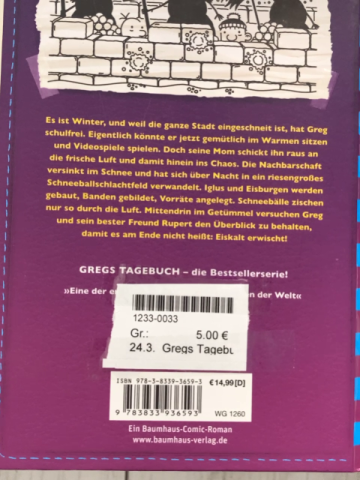 Es ist Winter, und weil die ganze Stadt eingeschneit ist, hat Greg
schulfrei. Eigentlich könnte er jetzt gemütlich im Warmen sitzen
und Videospiele spielen. Doch seine Mom schickt ihn raus an
die frische Luft und damit hinein ins Chaos. Die Nachbarschaft
versinkt im Schnee und hat sich über Nacht in ein riesengroßes
Schneeballschlachtfeld verwandelt. Iglus und Eisburgen werden
gebaut, Banden gebildet, Vorräte angelegt. Schneebälle zischen
nur so durch die Luft. Mittendrin im Getümmel versuchen Greg
und sein bester Freund Rupert den Überblick zu behalten,
damit es am Ende nicht heißt: Eiskalt erwischt!
GREGS TAGEBUCH – die Bestsellerserie!
»Eine der en der Welt«
1233-0033
Gr.: 5.00 €
24.3. Gregs Tagebu
ISBN 978-3-8339-3659-3 € 14,99 [D]
9 783833 936593 WG 1260
Ein Baumhaus-Comic-Roman
www.baumhaus-verlag.de